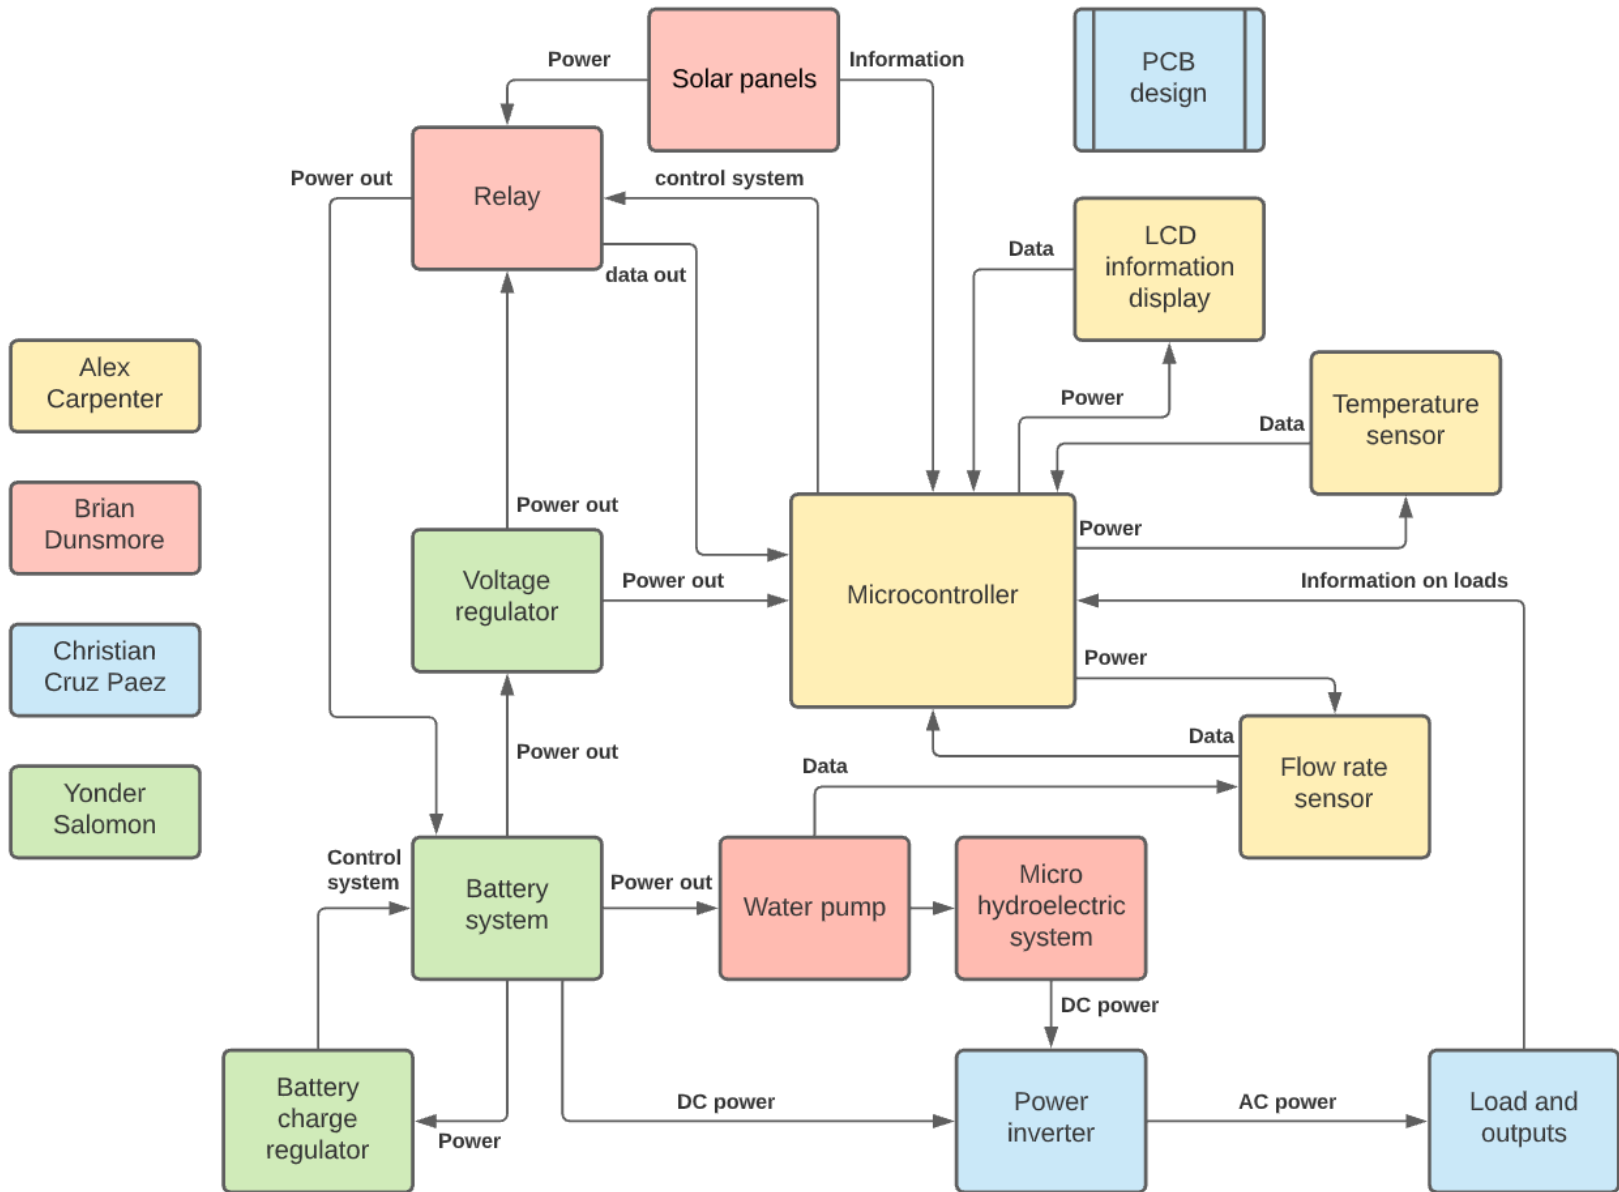 Solar panels
Power
Information
PCB
design
Relay
Power out
control system
data out
LCD
information
display
Data
Power
Temperature
sensor
Data
Power
Alex
Carpenter
Brian
Dunsmore
Christian
Cruz Paez
Yonder
Salomon
Power out
Voltage
regulator
Power out
Microcontroller
Information on loads
Power
Data
Flow rate
sensor
Data
Power out
Control
system
Battery
system
Power out
Water pump
Micro
hydroelectric
system
DC power
Battery
charge
regulator
Power
DC power
Power
inverter
AC power
Load and
outputs